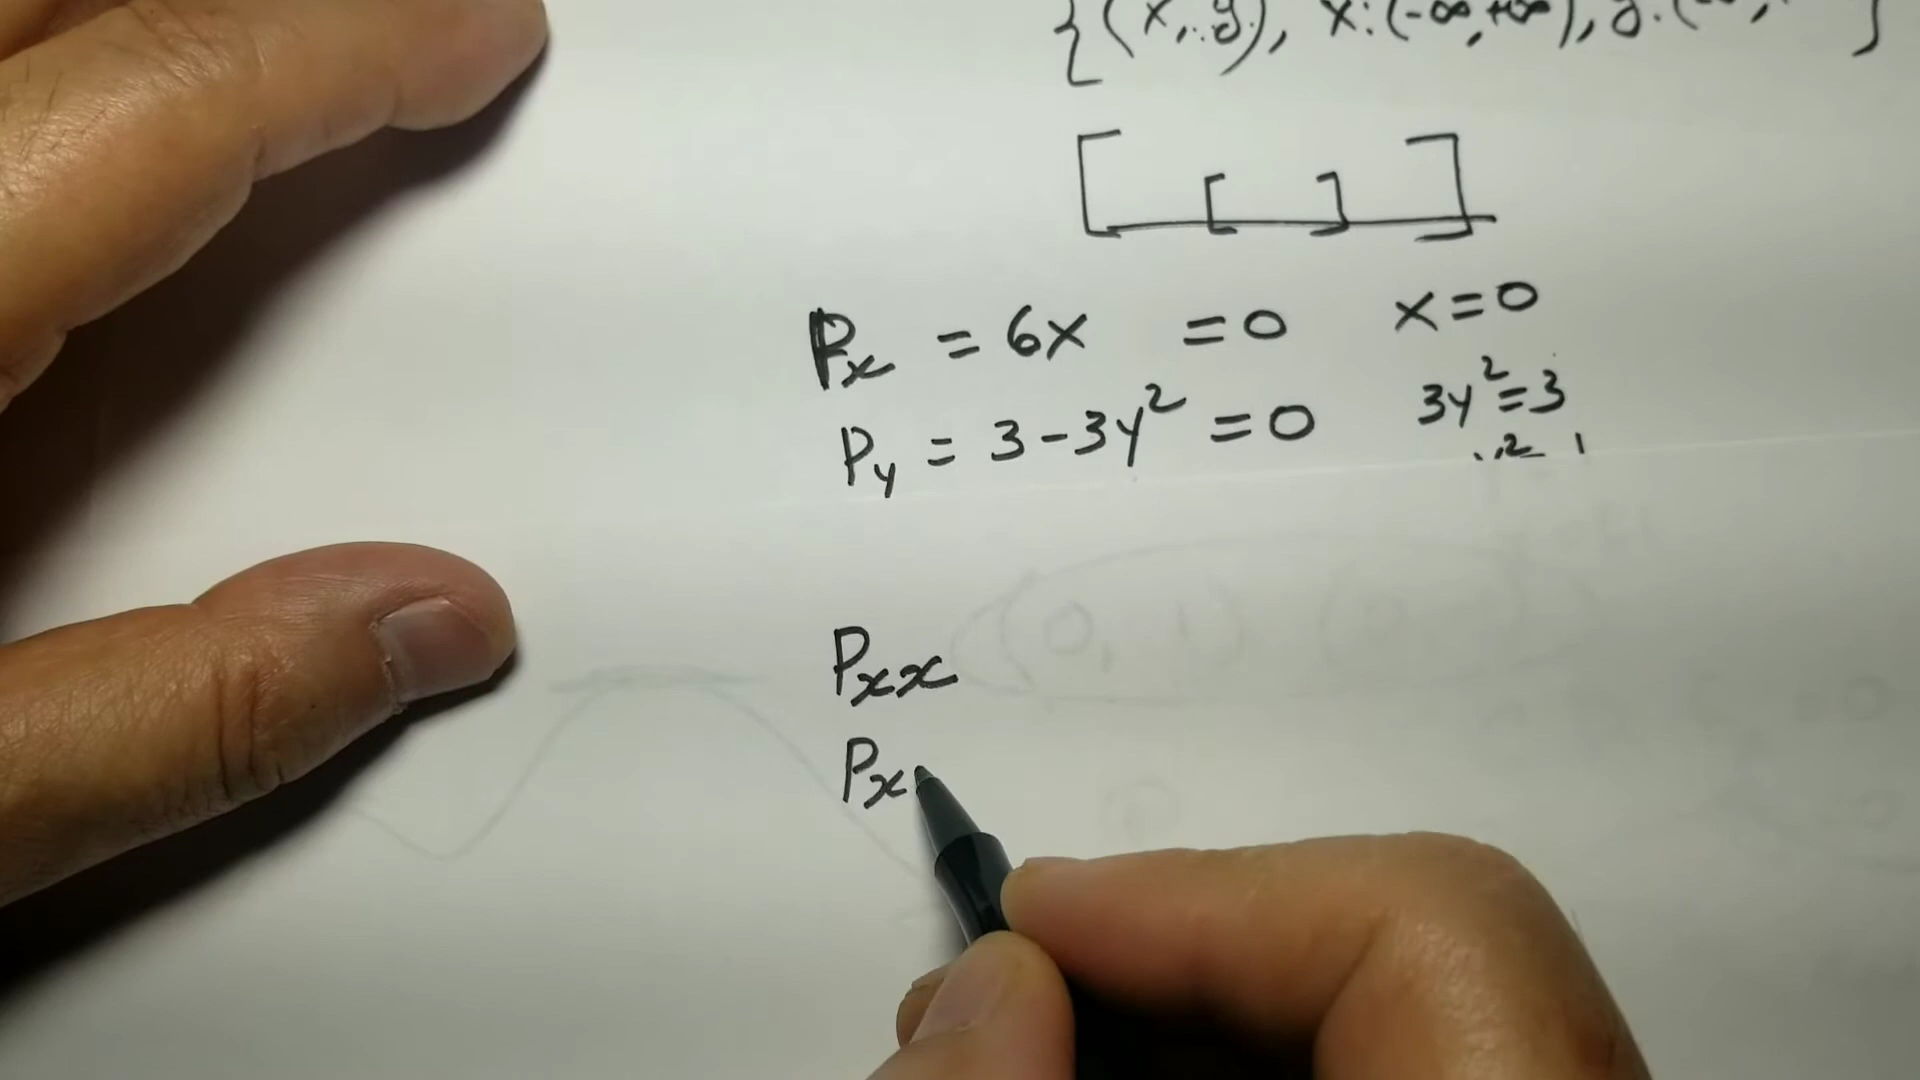 {(x, y), x:(-∞,+∞), y:(-∞, }
[ [ ] ]
Px = 6x = 0 x = 0
Py = 3 - 3y² = 0 3y² = 3
Pxx
Px